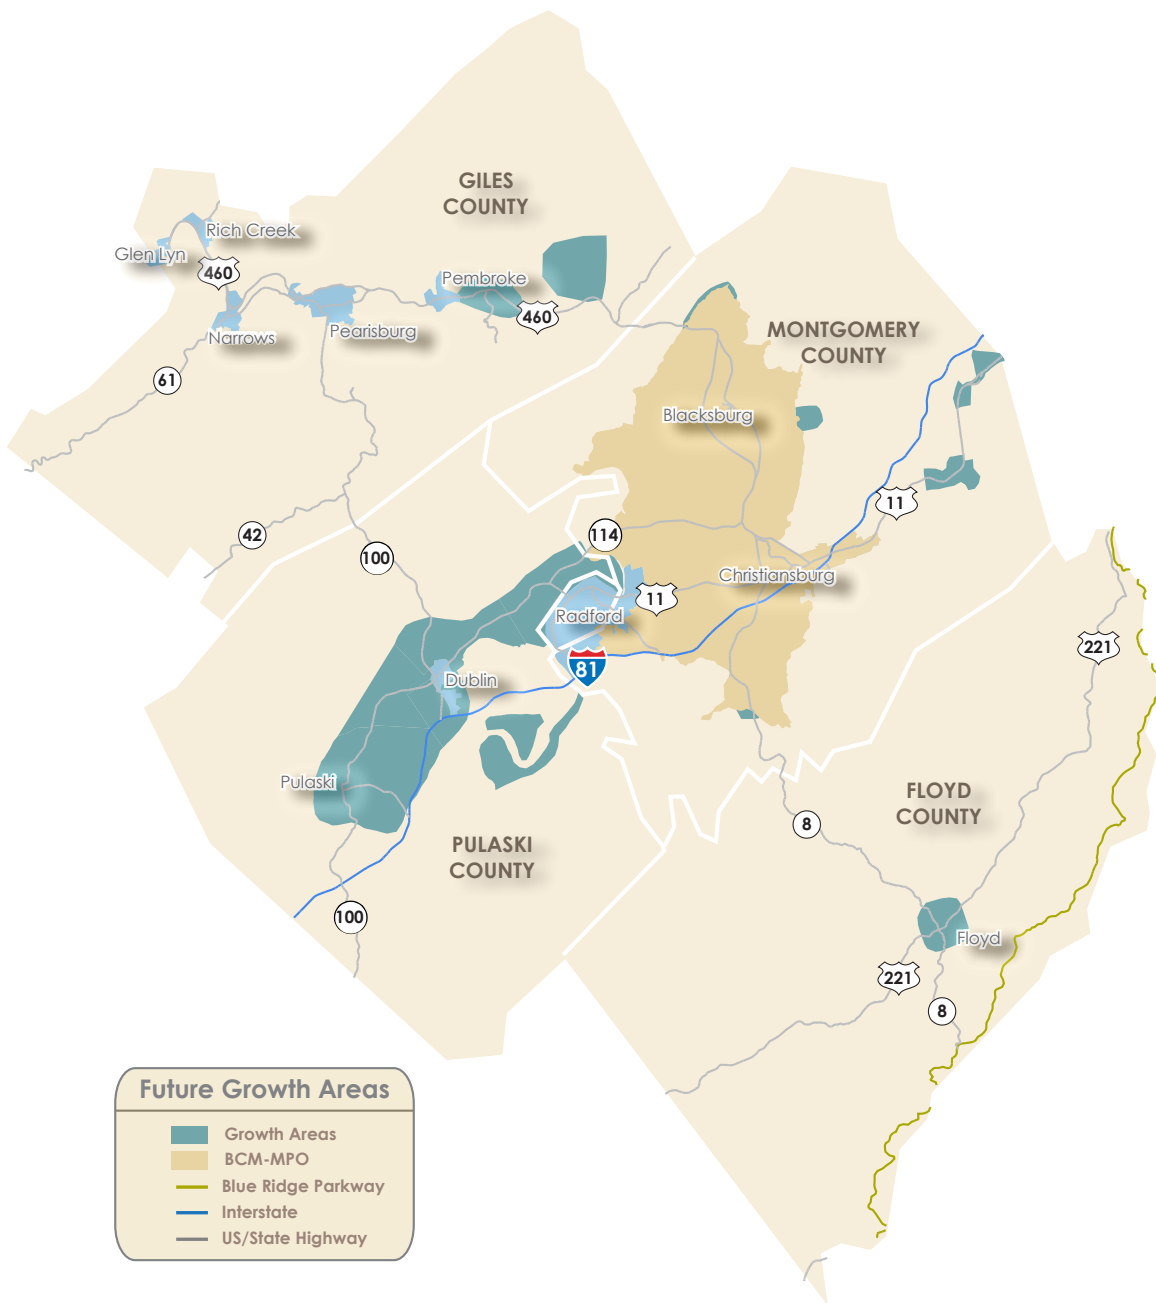 GILES
COUNTY
Rich Creek
Glen Lyn
460
Pembroke
460
Narrows
Pearisburg
MONTGOMERY
COUNTY
61
Blacksburg
11
42
114
100
Christiansburg
11
Radford
221
81
Dublin
Pulaski
FLOYD
COUNTY
8
PULASKI
COUNTY
100
Floyd
221
8
Future Growth Areas
Growth Areas
BCM-MPO
Blue Ridge Parkway
Interstate
US/State Highway